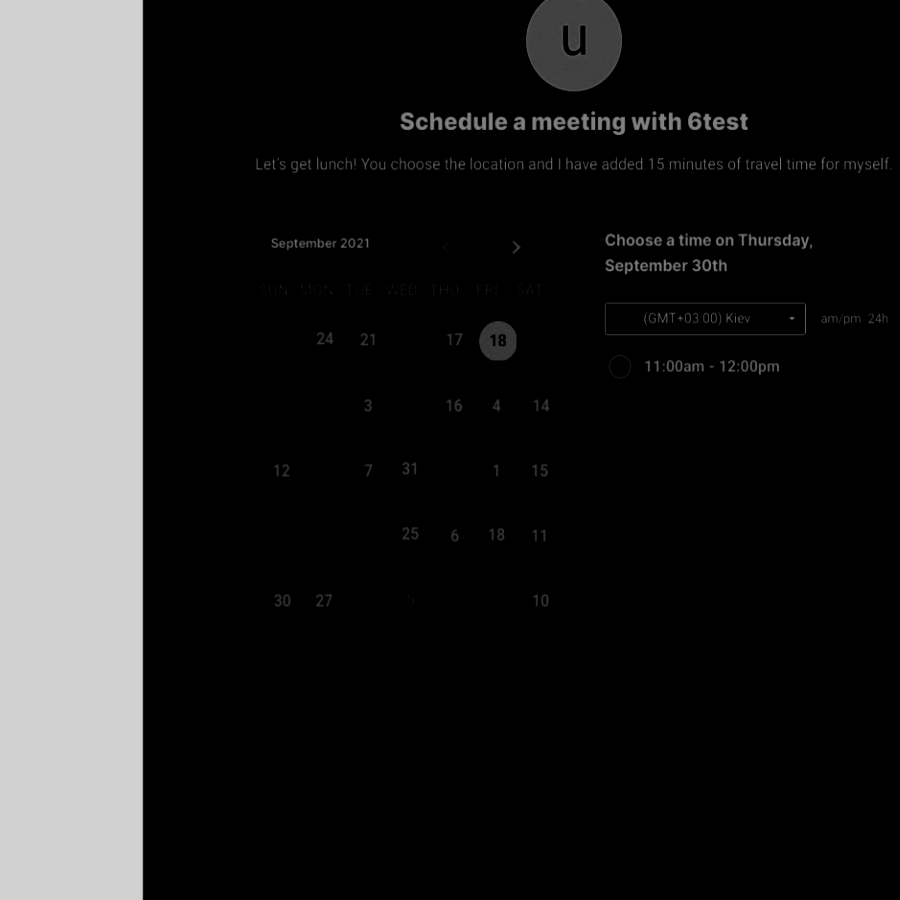 u
Schedule a meeting with 6test
Let's get lunch! You choose the location and I have added 15 minutes of travel time for myself.
September 2021
SUN MON TUE WED THU FRI SAT
24 21 17 18
3 16 4 14
12 7 31 1 15
25 6 18 11
30 27 5 10
Choose a time on Thursday,
September 30th
(GMT+03:00) Kiev
am/pm 24h
11:00am - 12:00pm